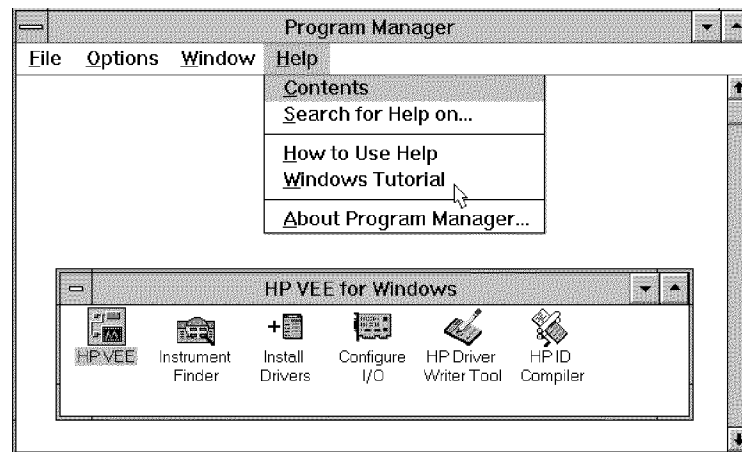 Program Manager
File Options Window Help
Contents
Search for Help on...
How to Use Help
Windows Tutorial
About Program Manager...
HP VEE for Windows
HP VEE
Instrument
Finder
Install
Drivers
Configure
I/O
HP Driver
Writer Tool
HP ID
Compiler